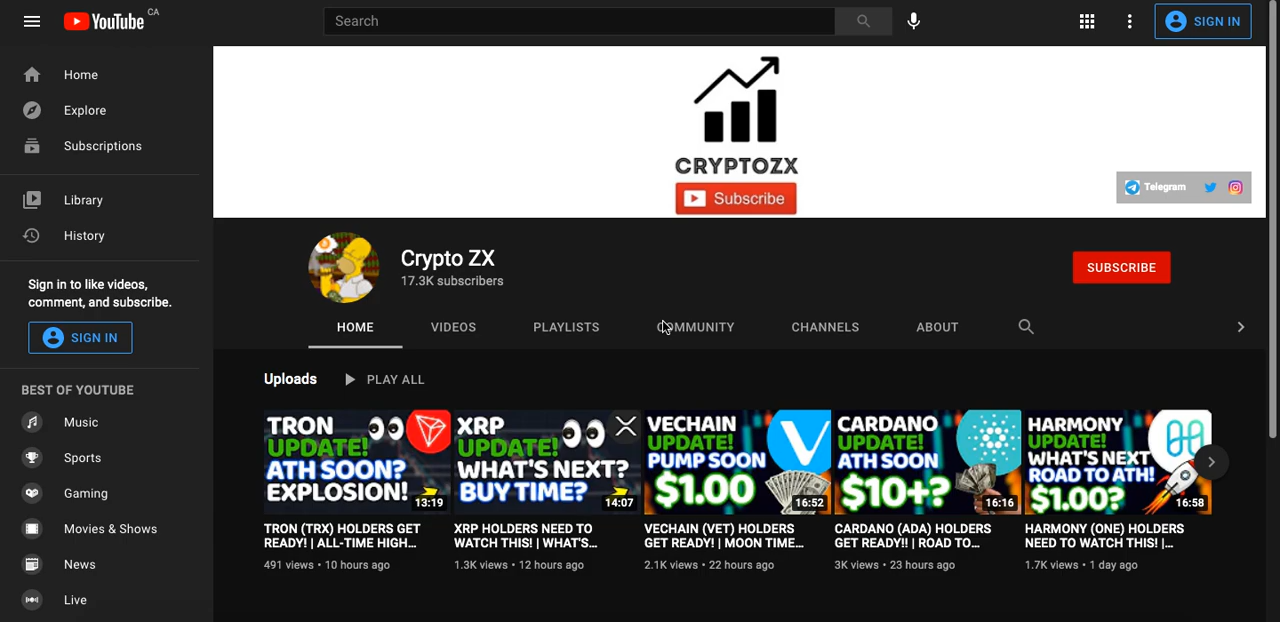 YouTube CA
Search
SIGN IN
Home
Explore
Subscriptions
Library
History
Sign in to like videos,
comment, and subscribe.
SIGN IN
BEST OF YOUTUBE
Music
Sports
Gaming
Movies & Shows
News
Live
CRYPTOZX
Subscribe
Telegram
Crypto ZX
17.3K subscribers
SUBSCRIBE
HOME VIDEOS PLAYLISTS COMMUNITY CHANNELS ABOUT
Uploads PLAY ALL
TRON
UPDATE!
ATH SOON?
EXPLOSION!
13:19
TRON (TRX) HOLDERS GET
READY! | ALL-TIME HIGH...
491 views • 10 hours ago
XRP
UPDATE!
WHAT'S NEXT?
BUY TIME?
14:07
XRP HOLDERS NEED TO
WATCH THIS! | WHAT'S...
1.3K views • 12 hours ago
VECHAIN
UPDATE!
PUMP SOON
$1.00
16:52
VECHAIN (VET) HOLDERS
GET READY! | MOON TIME...
2.1K views • 22 hours ago
CARDANO
UPDATE!
ATH SOON
$10+?
16:16
CARDANO (ADA) HOLDERS
GET READY!! | ROAD TO...
3K views • 23 hours ago
HARMONY
UPDATE!
WHAT'S NEXT
ROAD TO ATH!
$1.00?
16:58
HARMONY (ONE) HOLDERS
NEED TO WATCH THIS! |...
1.7K views • 1 day ago